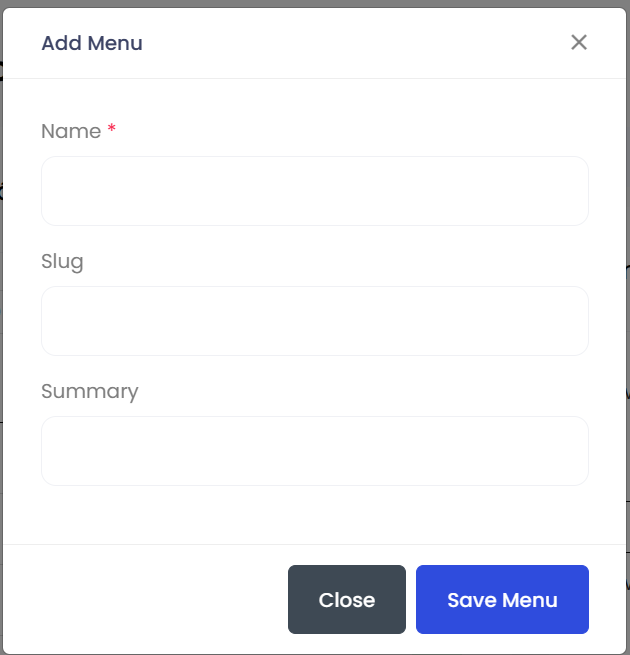 Add Menu
Name *
Slug
Summary
Close
Save Menu